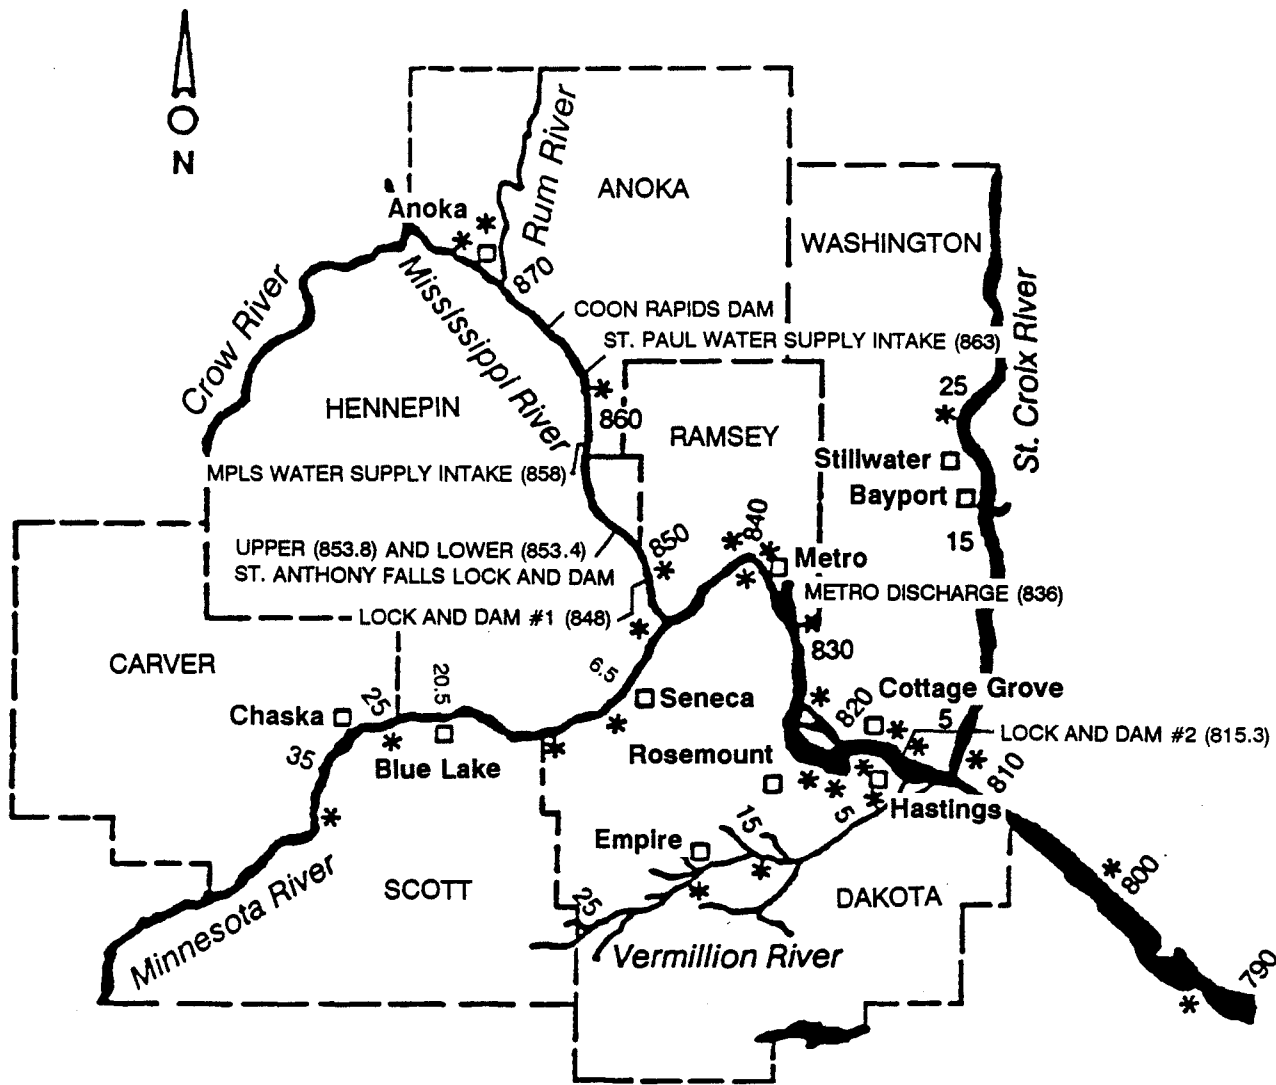 N
Rum River
ANOKA
Anoka
WASHINGTON
Mississippi River
870
Crow River
St. Croix River
COON RAPIDS DAM
ST. PAUL WATER SUPPLY INTAKE (863)
25
HENNEPIN
860
RAMSEY
Stillwater
MPLS WATER SUPPLY INTAKE (858)
Bayport
840
850
15
UPPER (853.8) AND LOWER (853.4)
ST. ANTHONY FALLS LOCK AND DAM
Metro
METRO DISCHARGE (836)
LOCK AND DAM #1 (848)
830
CARVER
6.5
20.5
25
Seneca
Cottage Grove
Chaska
820
5
LOCK AND DAM #2 (815.3)
35
Rosemount
Blue Lake
810
Hastings
5
15
Empire
SCOTT
DAKOTA
800
25
Minnesota River
Vermillion River
790